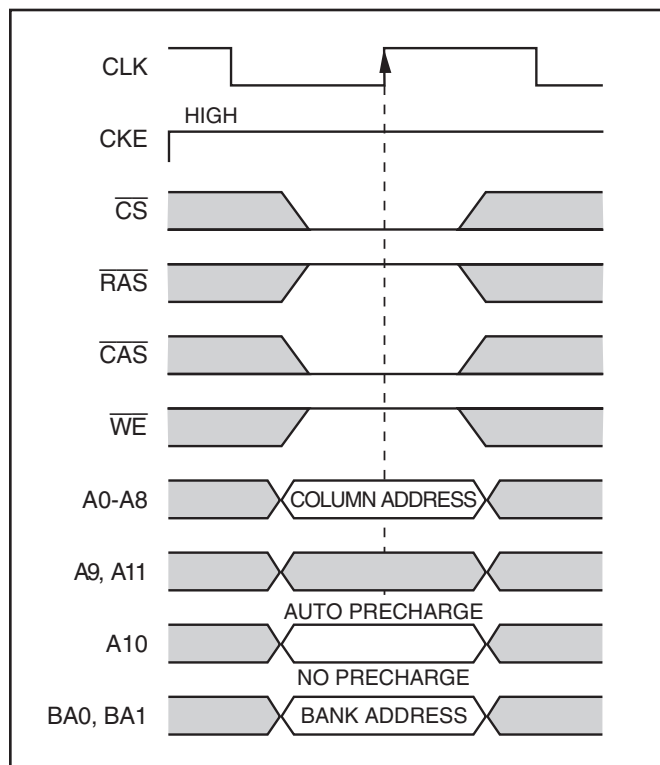 CLK
HIGH
CKE
CS
RAS
CAS
WE
A0-A8 COLUMN ADDRESS
A9, A11
AUTO PRECHARGE
A10
NO PRECHARGE
BA0, BA1 BANK ADDRESS